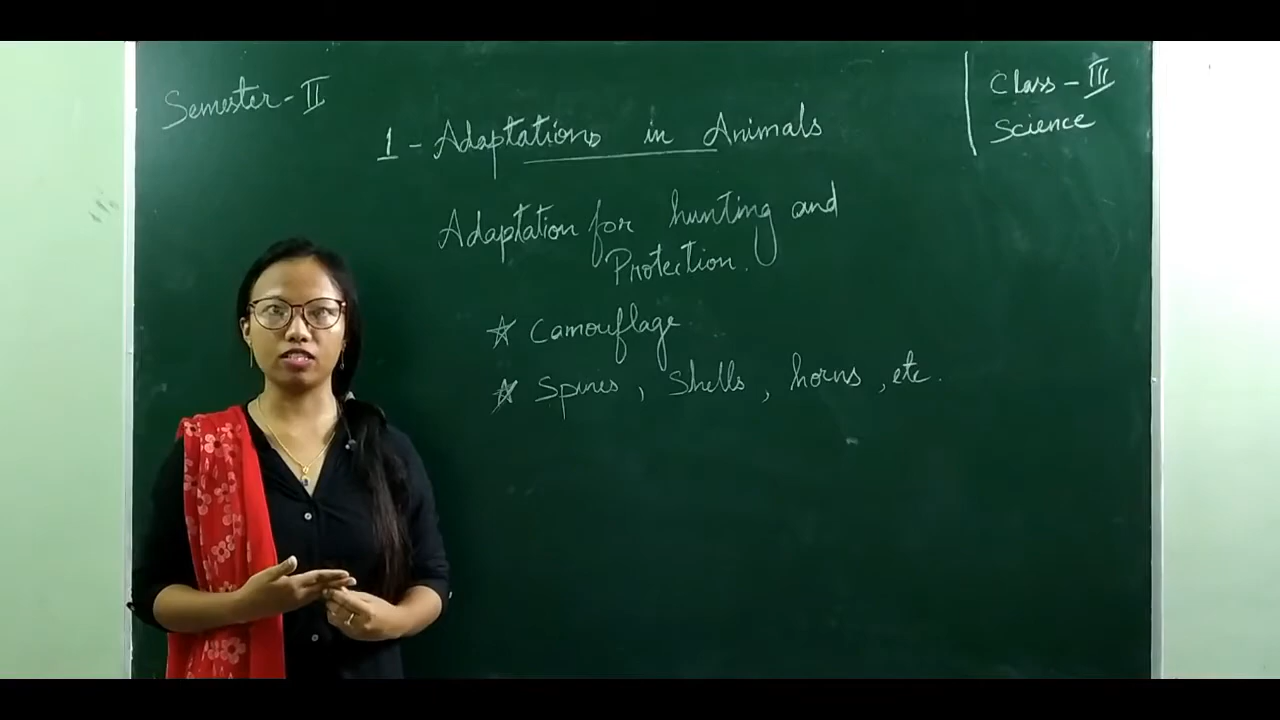 Semester - II
Class - III
Science
1 - Adaptations in Animals
Adaptation for hunting and
Protection.
☆ Camouflage
☆ Spines, Shells, horns, etc.